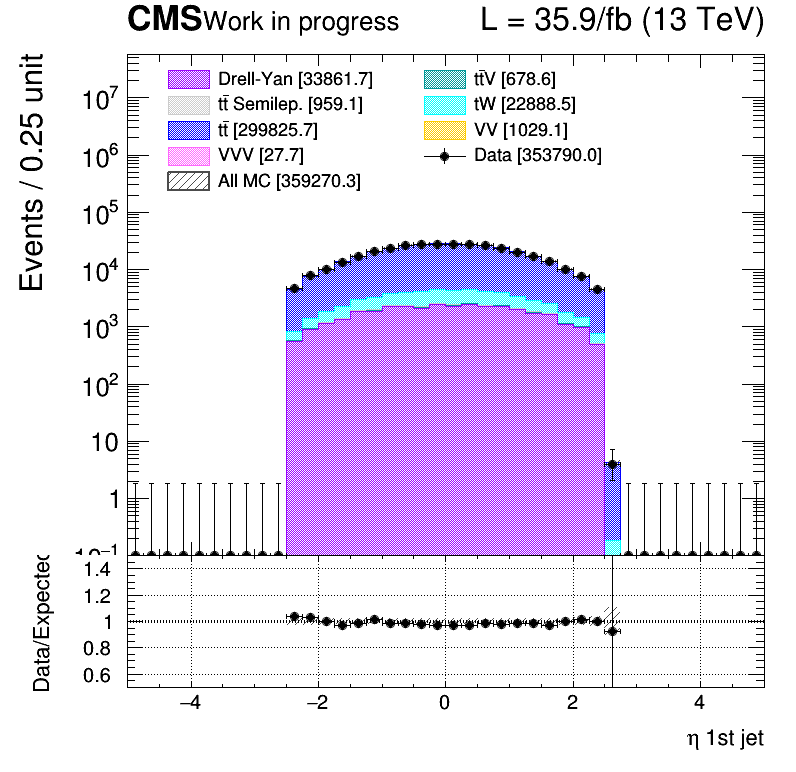 CMS Work in progress L = 35.9/fb (13 TeV)
Drell-Yan [33861.7] tt̄V [678.6]
tt̄ Semilep. [959.1] tW [22888.5]
tt̄ [299825.7] VV [1029.1]
VVV [27.7] Data [353790.0]
All MC [359270.3]
Events / 0.25 unit
10⁷
10⁶
10⁵
10⁴
10³
10²
10
1
10⁻¹
Data/Expected
1.4
1.2
1
0.8
0.6
−4 −2 0 2 4
η 1st jet